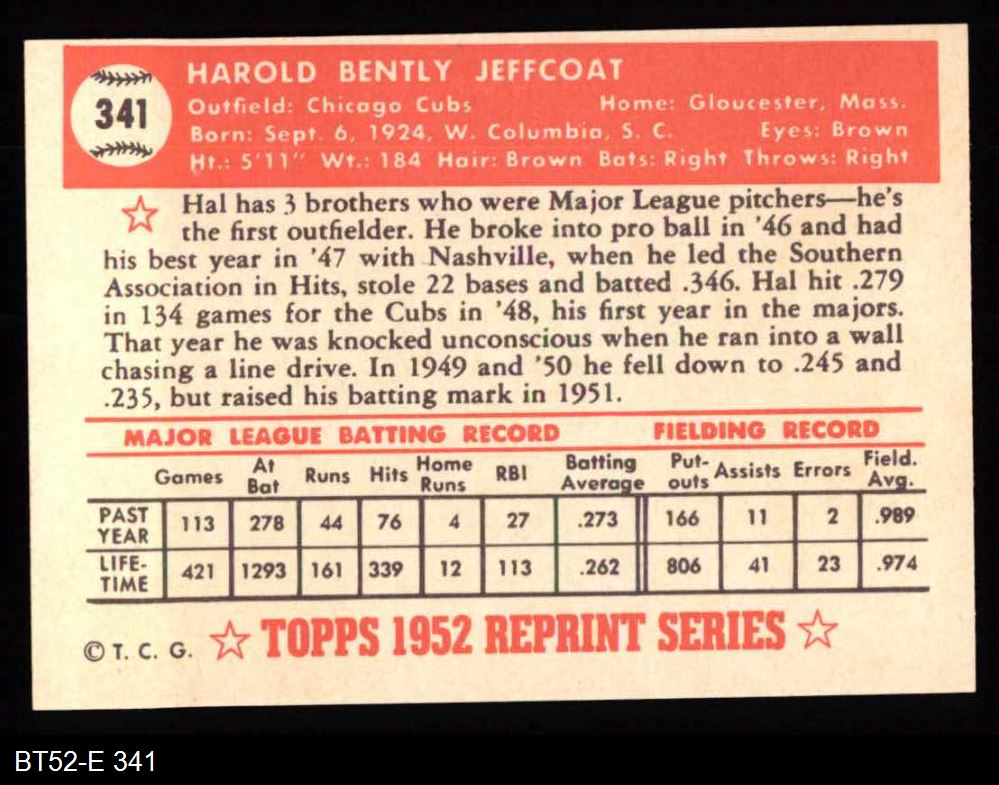 HAROLD BENTLY JEFFCOAT
341
Outfield: Chicago Cubs Home: Gloucester, Mass.
Born: Sept. 6, 1924, W. Columbia, S. C. Eyes: Brown
Ht.: 5'11" Wt.: 184 Hair: Brown Bats: Right Throws: Right
Hal has 3 brothers who were Major League pitchers—he's
the first outfielder. He broke into pro ball in '46 and had
his best year in '47 with Nashville, when he led the Southern
Association in Hits, stole 22 bases and batted .346. Hal hit .279
in 134 games for the Cubs in '48, his first year in the majors.
That year he was knocked unconscious when he ran into a wall
chasing a line drive. In 1949 and '50 he fell down to .245 and
.235, but raised his batting mark in 1951.
MAJOR LEAGUE BATTING RECORD FIELDING RECORD
Games At Bat Runs Hits Home Runs RBI Batting Average Put-outs Assists Errors Field. Avg.
PAST YEAR 113 278 44 76 4 27 .273 166 11 2 .989
LIFE-TIME 421 1293 161 339 12 113 .262 806 41 23 .974
© T. C. G. TOPPS 1952 REPRINT SERIES
BT52-E 341